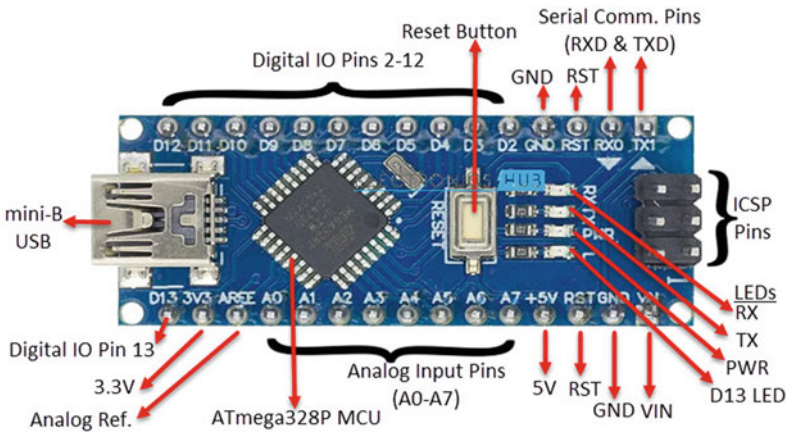 Reset Button
Serial Comm. Pins
(RXD & TXD)
Digital IO Pins 2-12
GND
RST
D12 D11 D10 D9 D8 D7 D6 D5 D4 D3 D2 GND RST RX0 TX1
HUB
mini-B
USB
RESET
RX
TX
L
1
ICSP
Pins
D13 3V3 AREF A0 A1 A2 A3 A4 A5 A6 A7 +5V RST GND VIN
LEDs
RX
TX
PWR
D13 LED
Digital IO Pin 13
3.3V
Analog Ref.
ATmega328P MCU
Analog Input Pins
(A0-A7)
5V
RST
GND
VIN